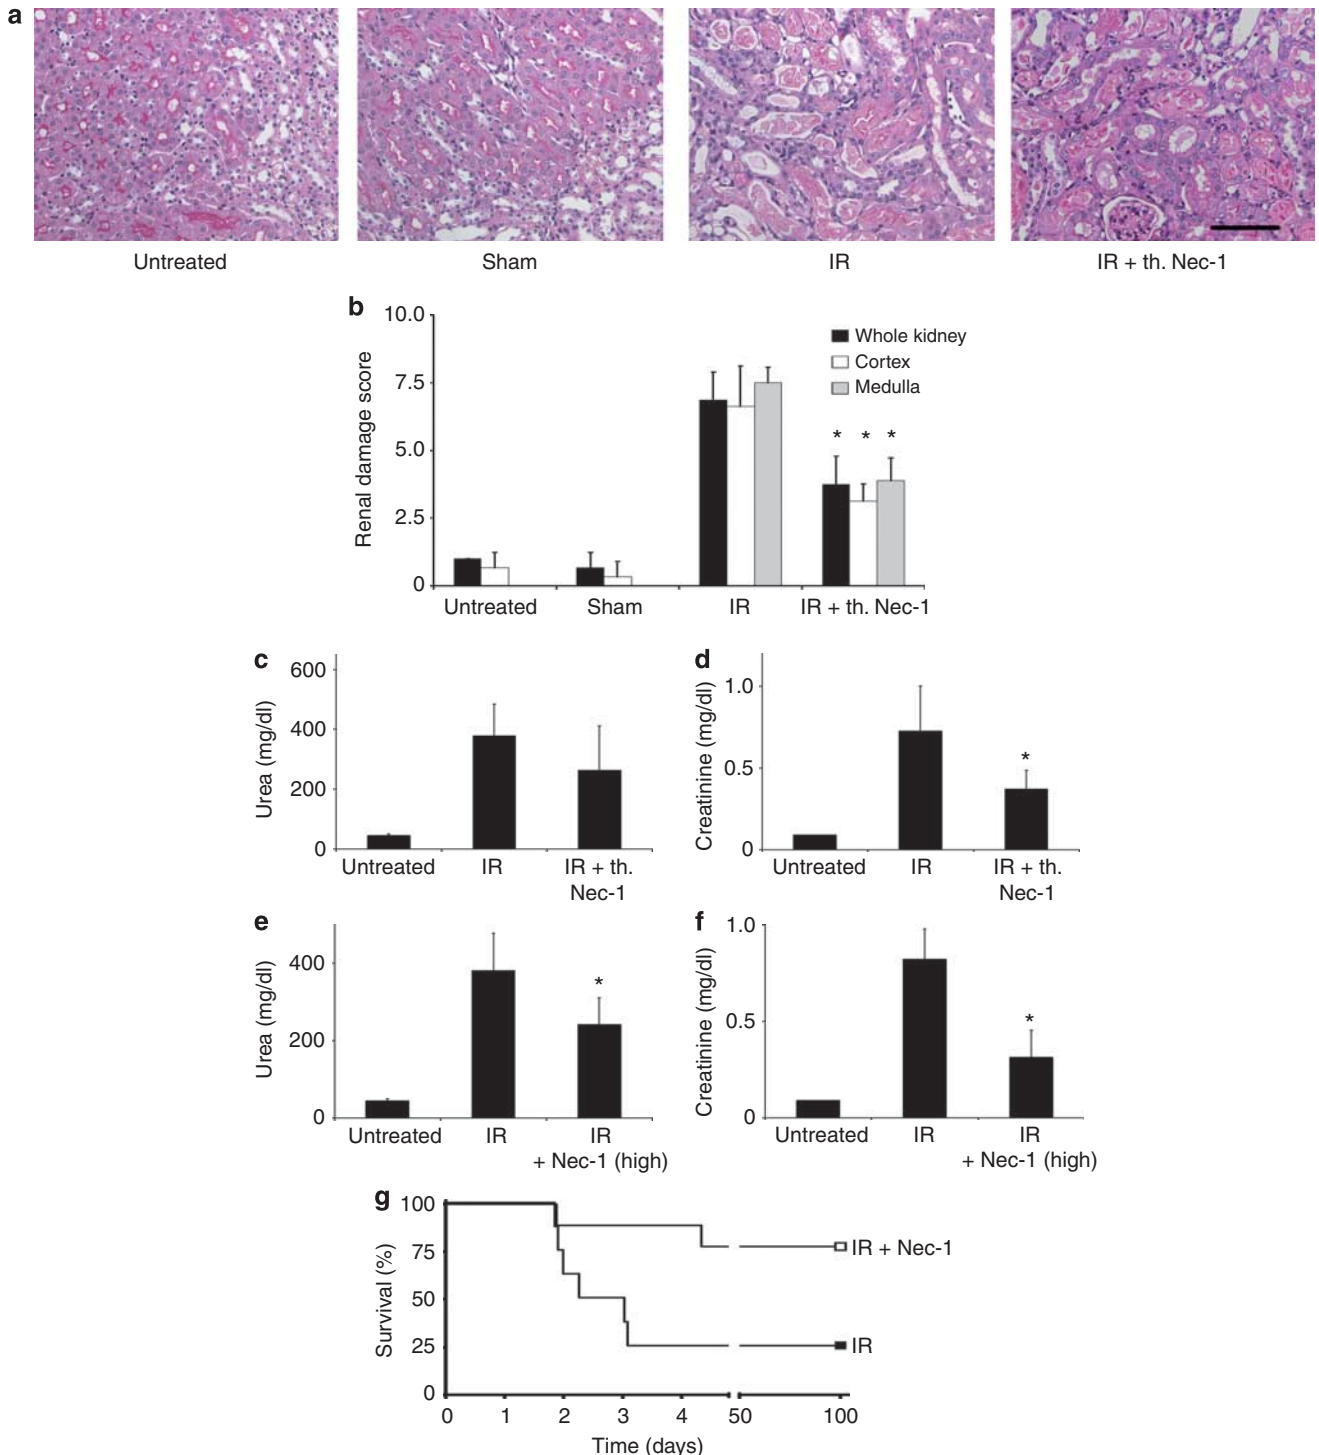 a
Untreated
Sham
IR
IR + th. Nec-1
b
Renal damage score
10.0
7.5
5.0
2.5
0
Whole kidney
Cortex
Medulla
* * *
Untreated
Sham
IR
IR + th. Nec-1
c
Urea (mg/dl)
600
400
200
0
Untreated
IR
IR + th.
Nec-1
d
Creatinine (mg/dl)
1.0
0.5
0
*
Untreated
IR
IR + th.
Nec-1
e
Urea (mg/dl)
400
200
0
*
Untreated
IR
IR
+ Nec-1 (high)
f
Creatinine (mg/dl)
1.0
0.5
0
*
Untreated
IR
IR
+ Nec-1 (high)
g
Survival (%)
100
75
50
25
0
IR + Nec-1
IR
0 1 2 3 4 50 100
Time (days)